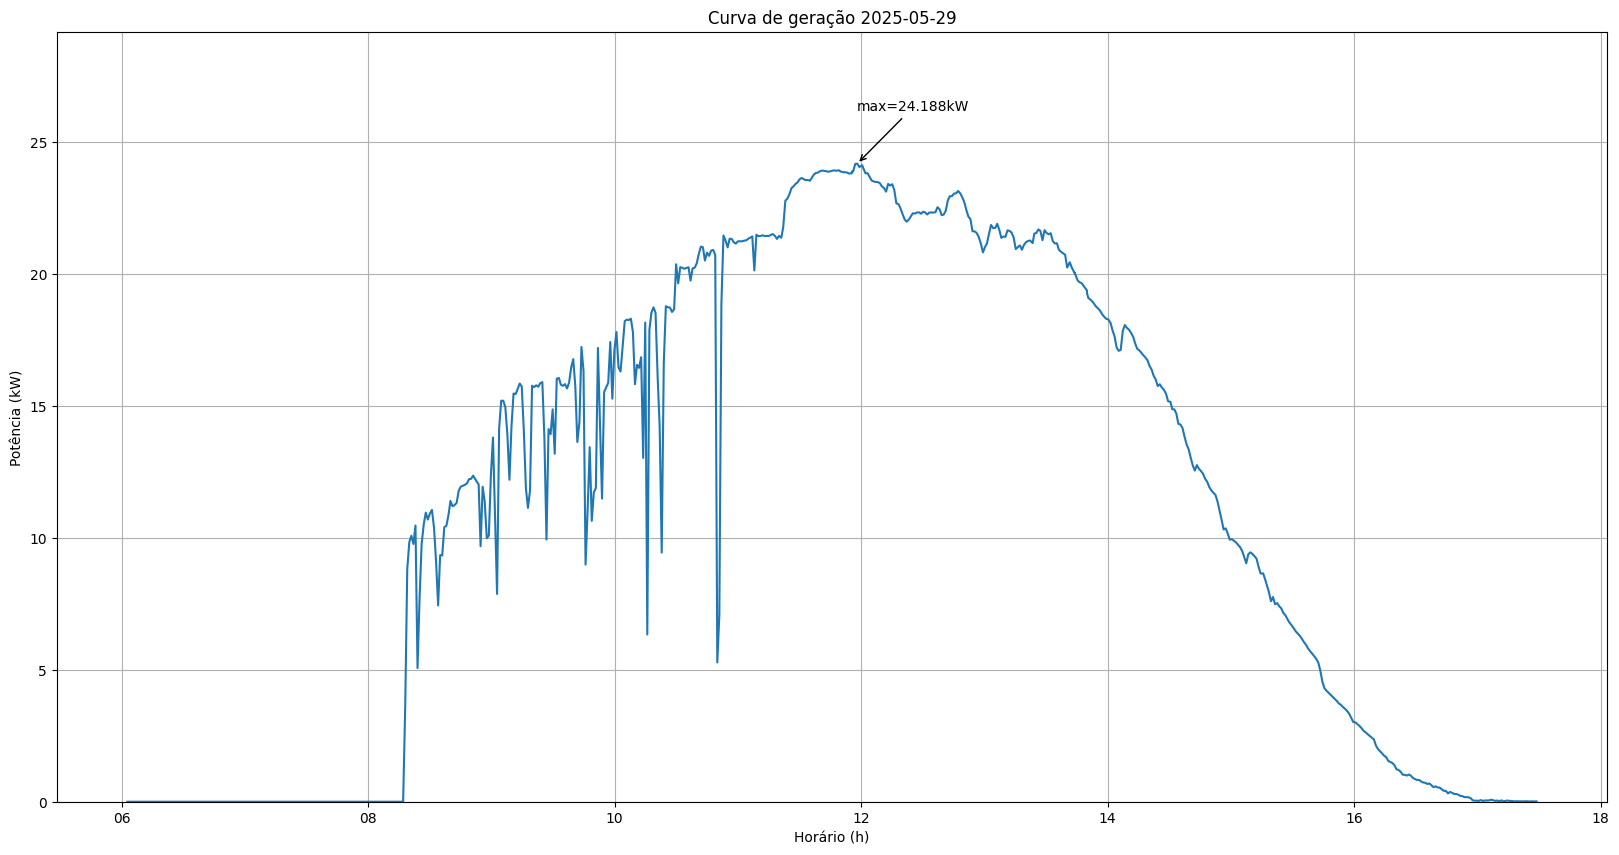 Curva de geração 2025-05-29
max=24.188kW
Potência (kW)
25
20
15
10
5
0
06 08 10 12 14 16 18
Horário (h)